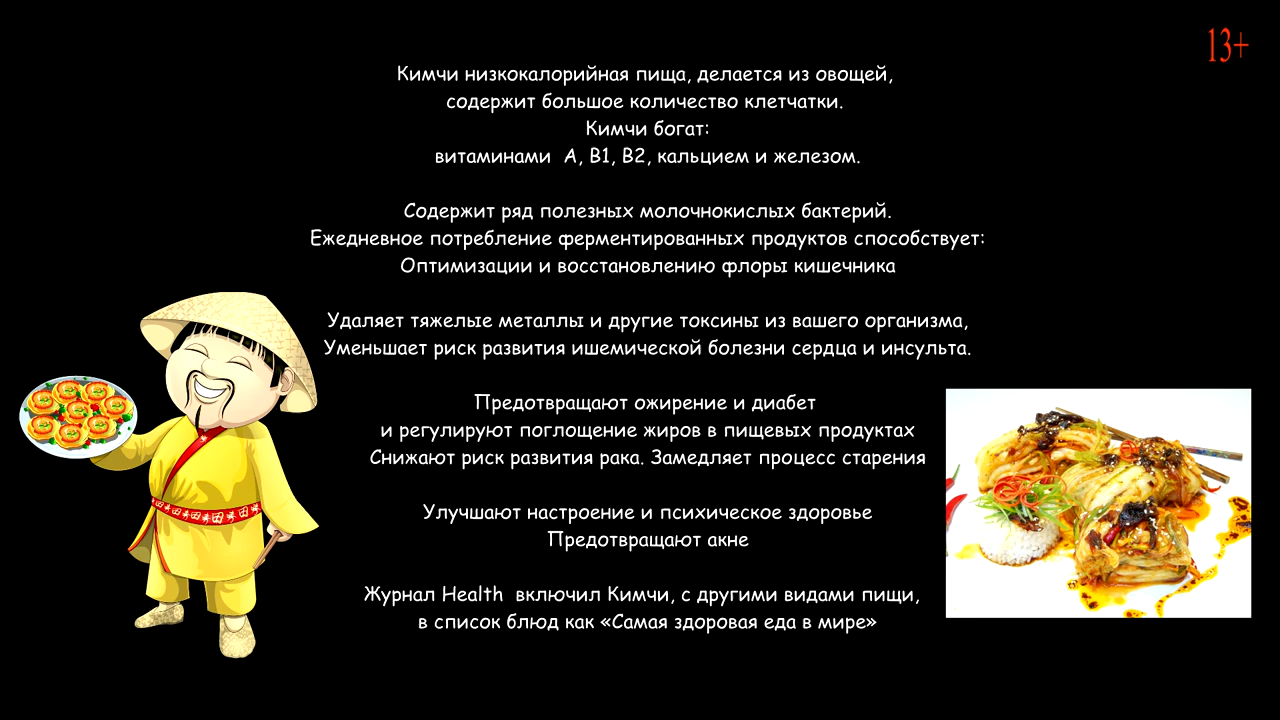 13+
Кимчи низкокалорийная пища, делается из овощей,
содержит большое количество клетчатки.
Кимчи богат:
витаминами  А, В1, В2, кальцием и железом.
Содержит ряд полезных молочнокислых бактерий.
Ежедневное потребление ферментированных продуктов способствует:
Оптимизации и восстановлению флоры кишечника
Удаляет тяжелые металлы и другие токсины из вашего организма,
Уменьшает риск развития ишемической болезни сердца и инсульта.
Предотвращают ожирение и диабет
и регулируют поглощение жиров в пищевых продуктах
Снижают риск развития рака. Замедляет процесс старения
Улучшают настроение и психическое здоровье
Предотвращают акне
Журнал Health  включил Кимчи, с другими видами пищи,
в список блюд как «Самая здоровая еда в мире»